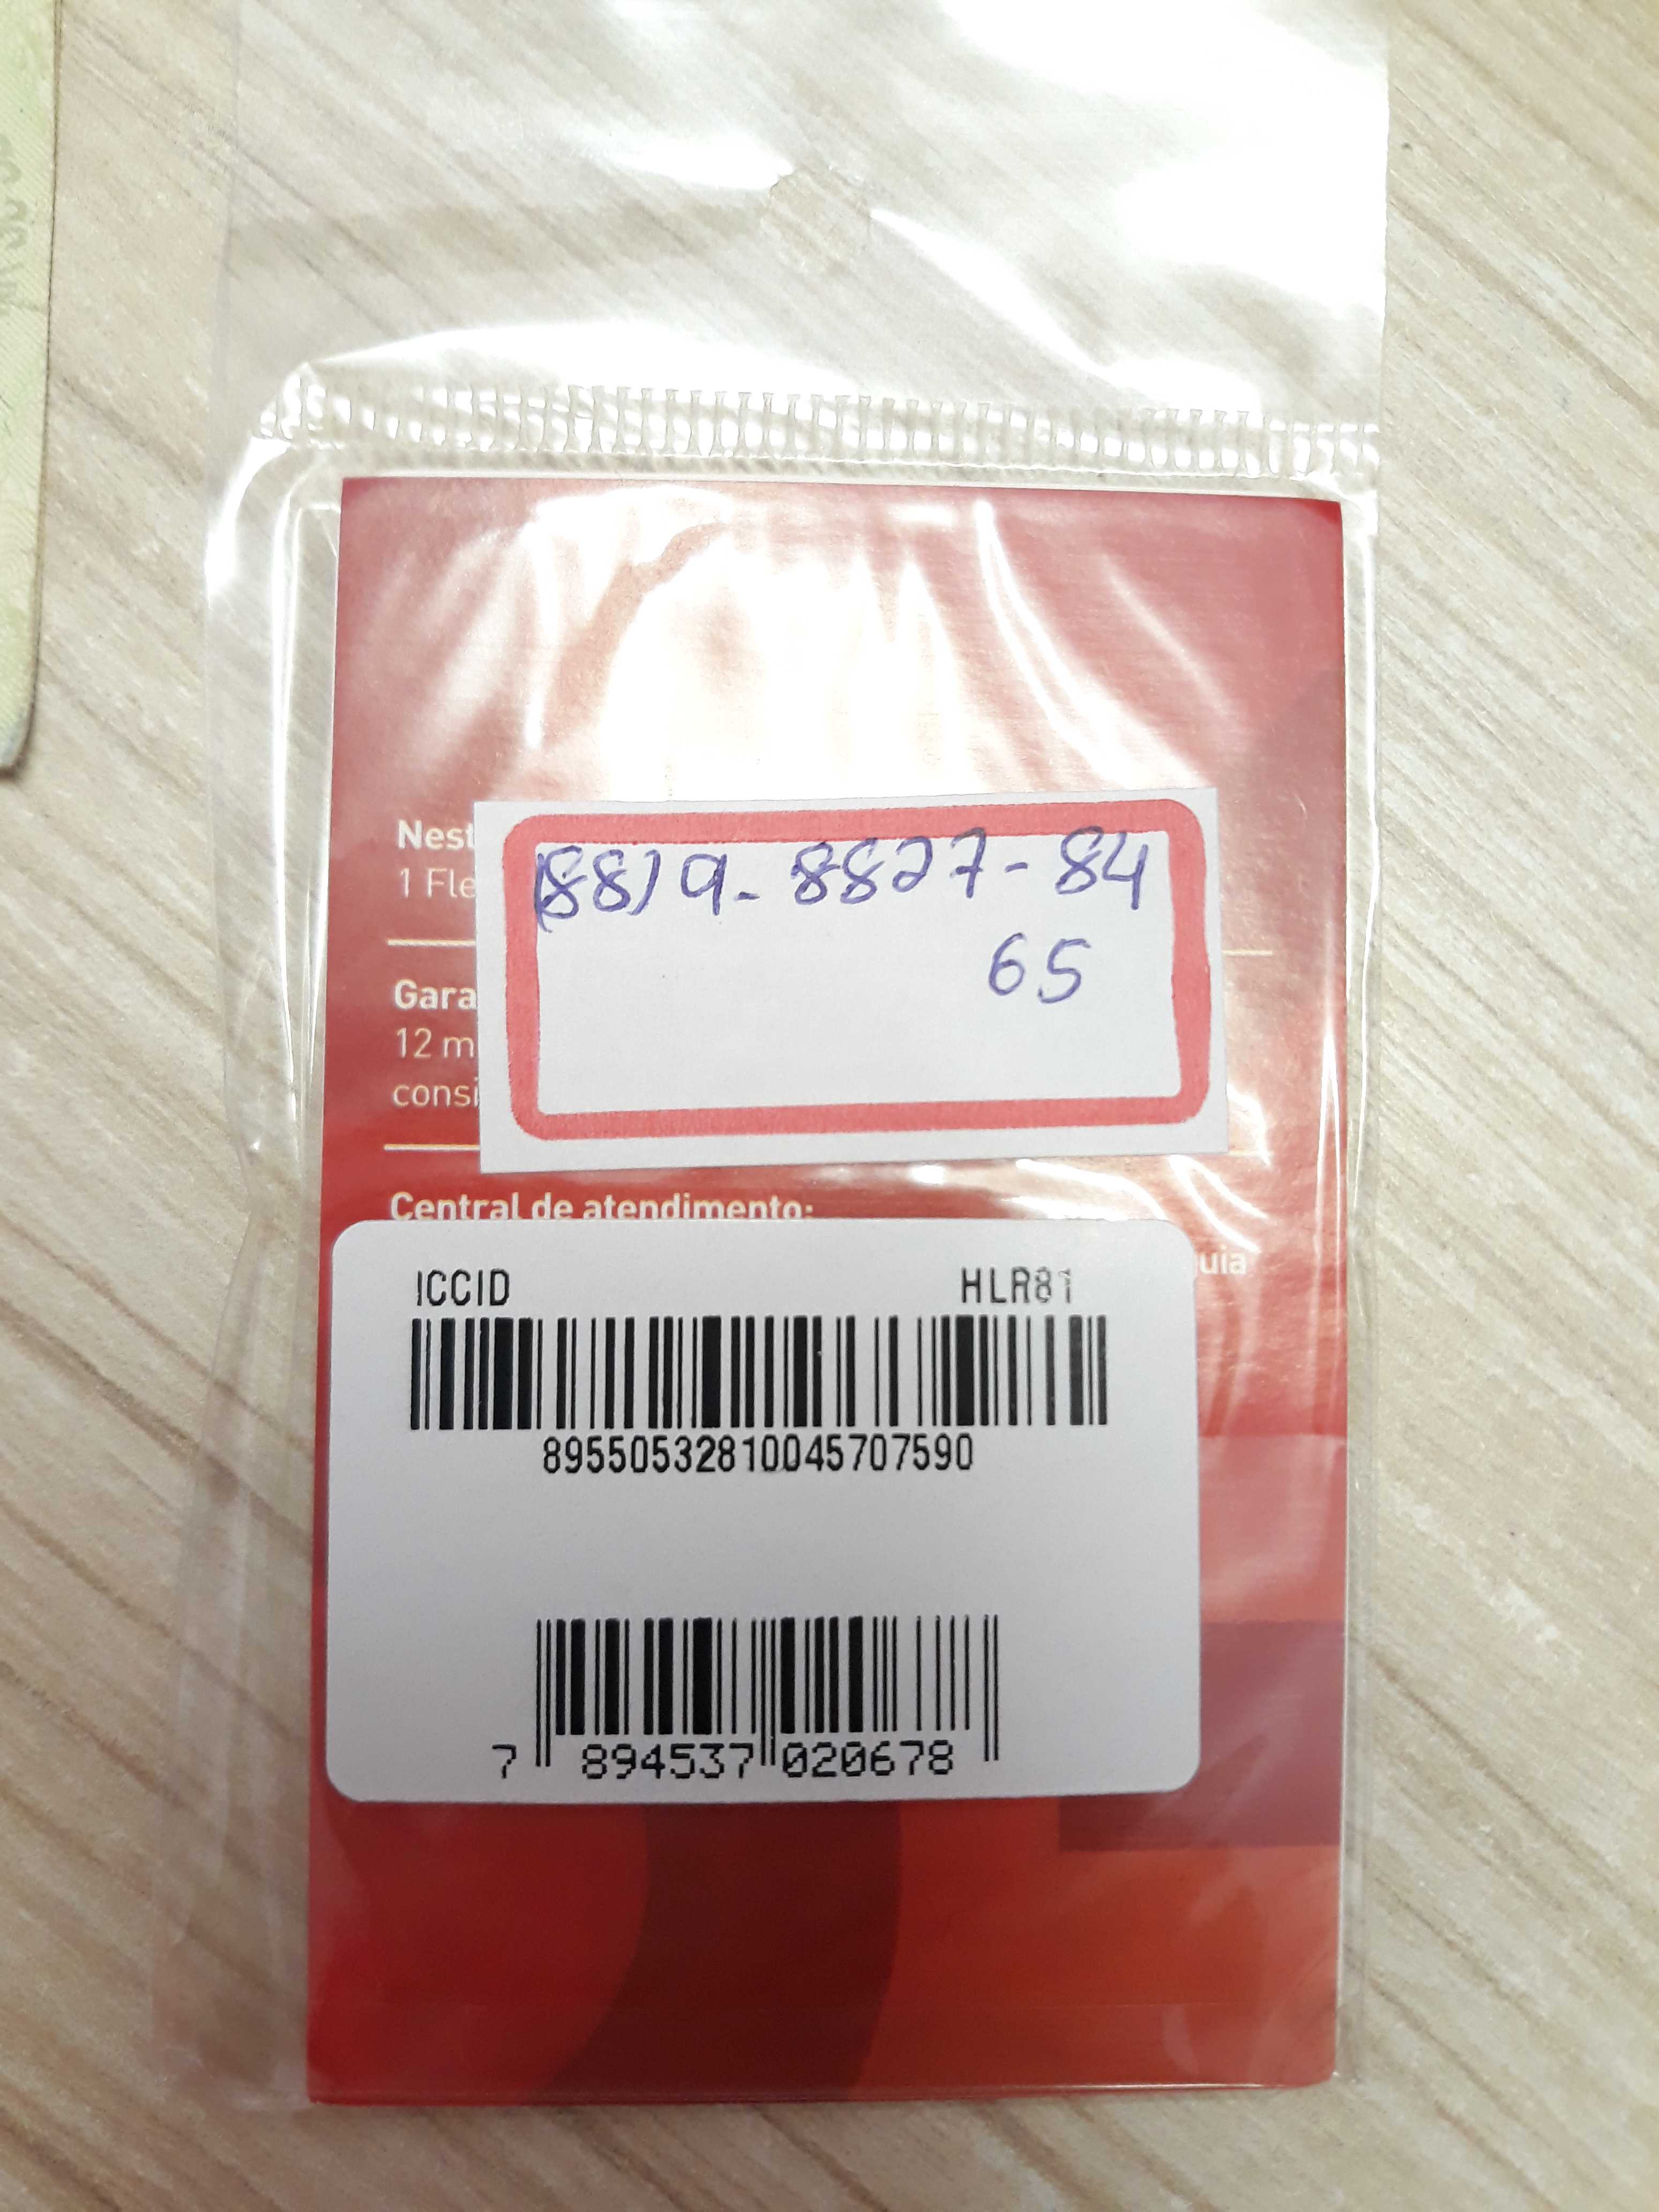 Nest
1 Fle
(88) 9-8827-84
65
Gara
12 m
consi
Central de atendimento:
uia
ICCID HLR81
89550532810045707590
7 894537 020678